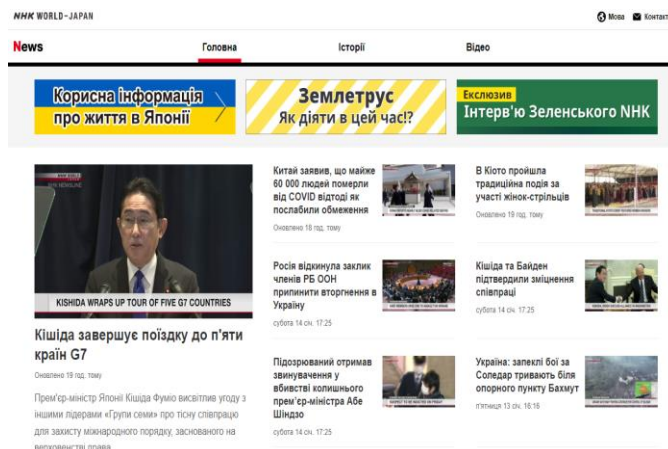 NHK WORLD-JAPAN
Мова
Контакт
News
Головна
Історії
Відео
Корисна інформація
про життя в Японії
Землетрус
Як діяти в цей час!?
Ексклюзив
Інтерв'ю Зеленського NHK
KISHIDA WRAPS UP TOUR OF FIVE G7 COUNTRIES
Кішіда завершує поїздку до п'яти
країн G7
Оновлено 19 год. тому
Прем'єр-міністр Японії Кішіда Фуміо висвітлив угоду з
іншими лідерами «Групи семи» про тісну співпрацю
для захисту міжнародного порядку, заснованого на
верховенстві права
Китай заявив, що майже
60 000 людей померли
від COVID відтоді як
послабили обмеження
Оновлено 18 год. тому
Росія відкинула заклик
членів РБ ООН
припинити вторгнення в
Україну
субота 14 січ. 17:25
Підозрюваний отримав
звинувачення у
вбивстві колишнього
прем'єр-міністра Абе
Шіндзо
субота 14 січ. 17:25
В Кіото пройшла
традиційна подія за
участі жінок-стрільців
Оновлено 19 год. тому
Кішіда та Байден
підтвердили зміцнення
співпраці
субота 14 січ. 17:25
Україна: запеклі бої за
Соледар тривають біля
опорного пункту Бахмут
п'ятниця 13 січ. 16:16